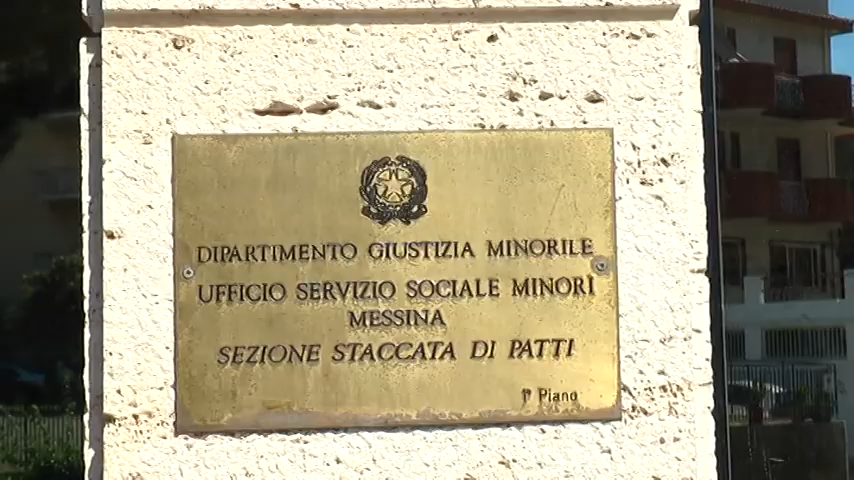 DIPARTIMENTO GIUSTIZIA MINORILE
UFFICIO SERVIZIO SOCIALE MINORI
MESSINA
SEZIONE STACCATA DI PATTI
1° Piano